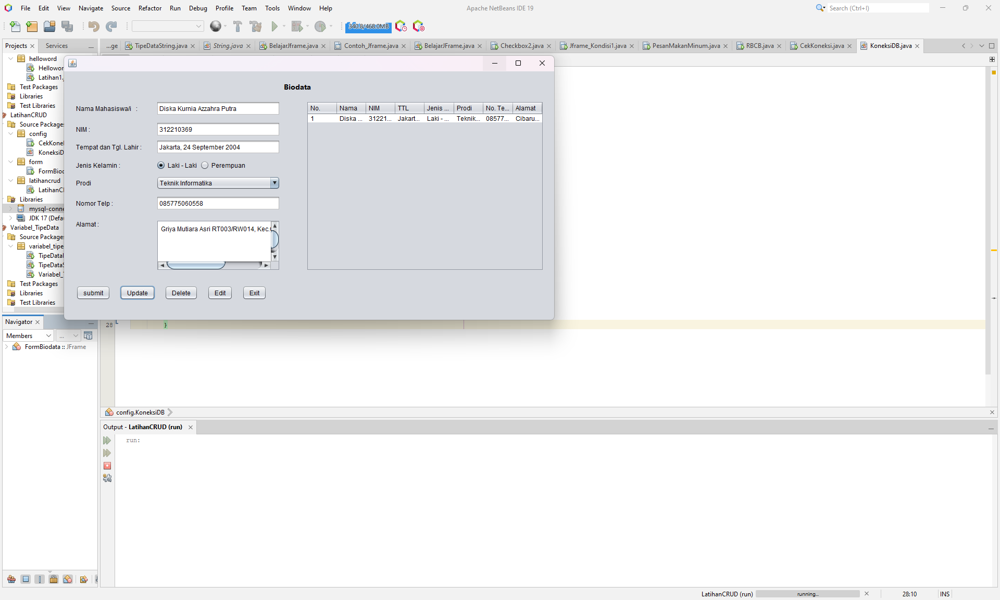 File Edit View Navigate Source Refactor Run Debug Profile Team Tools Window Help
Apache NetBeans IDE 19
Search (Ctrl+I)
340.8/468.0MB
Projects
Services
...ge
TipeDataString.java
String.java
BelajarJframe.java
Contoh_Jframe.java
BelajarJFrame.java
Checkbox2.java
Jframe_Kondisi1.java
PesanMakanMinum.java
RBCB.java
CekKoneksi.java
KoneksiDB.java
helloword
Hellowor
Latihan1.
Test Packages
Libraries
Test Libraries
LatihanCRUD
Source Packages
config
CekKonel
KoneksiD
form
FormBioc
latihancrud
LatihanCl
Libraries
mysql-conne
JDK 17 (Defau
Variabel_TipeData
Source Packages
variabel_tipe
TipeDatal
TipeDataS
Variabel_T
Test Packages
Libraries
Test Libraries
Biodata
Nama Mahasiswa/i :
Diska Kurnia Azzahra Putra
NIM :
312210369
Tempat dan Tgl. Lahir :
Jakarta, 24 September 2004
Jenis Kelamin :
Laki - Laki
Perempuan
Prodi
Teknik Informatika
Nomor Telp :
085775060558
Alamat :
Griya Mutiara Asri RT003/RW014, Kec.
No. Nama NIM TTL Jenis ... Prodi No. Te... Alamat
1 Diska ... 31221... Jakart... Laki - ... Teknik... 08577... Cibaru...
submit
Update
Delete
Edit
Exit
28 }
Navigator
Members
...
FormBiodata :: JFrame
config.KoneksiDB
Output - LatihanCRUD (run)
run:
LatihanCRUD (run)
running...
28:10
INS